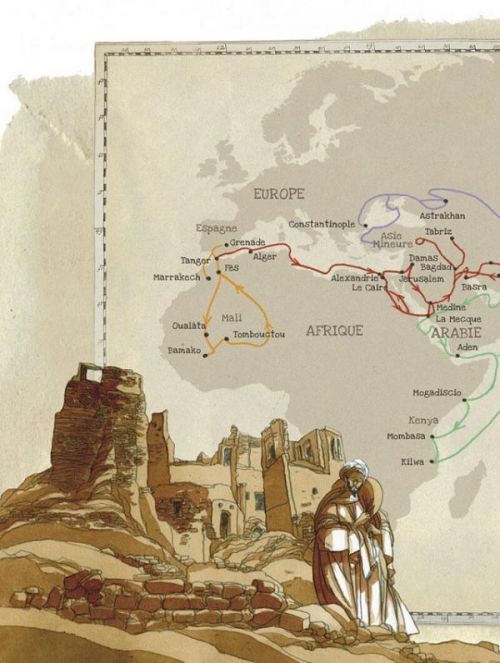 EUROPE
Constantinople
Astrakhan
Espagne
Grenade
Asie
Mineure
Tabriz
Tanger
Alger
Damas
Bagdad
Marrakech
Fès
Alexandrie
Jérusalem
Le Caire
Basra
Médine
La Mecque
Oualâta
Mali
Tombouctou
AFRIQUE
ARABIE
Bamako
Aden
Mogadiscio
Kenya
Mombasa
Kilwa